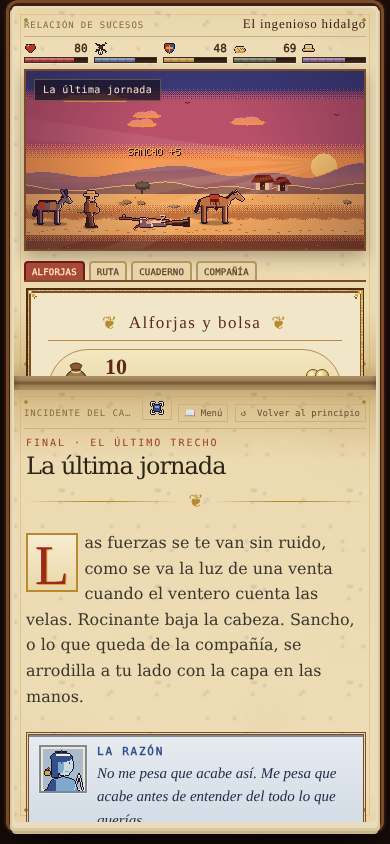 RELACIÓN DE SUCESOS
El ingenioso hidalgo
80
48
69
La última jornada
SANCHO +5
ALFORJAS
RUTA
CUADERNO
COMPAÑÍA
Alforjas y bolsa
10
INCIDENTE DEL CA…
Menú
Volver al principio
FINAL · EL ÚLTIMO TRECHO
La última jornada
Las fuerzas se te van sin ruido,
como se va la luz de una venta
cuando el ventero cuenta las
velas. Rocinante baja la cabeza. Sancho,
o lo que queda de la compañía, se
arrodilla a tu lado con la capa en las
manos.
LA RAZÓN
No me pesa que acabe así. Me pesa que
acabe antes de entender del todo lo que
querías.